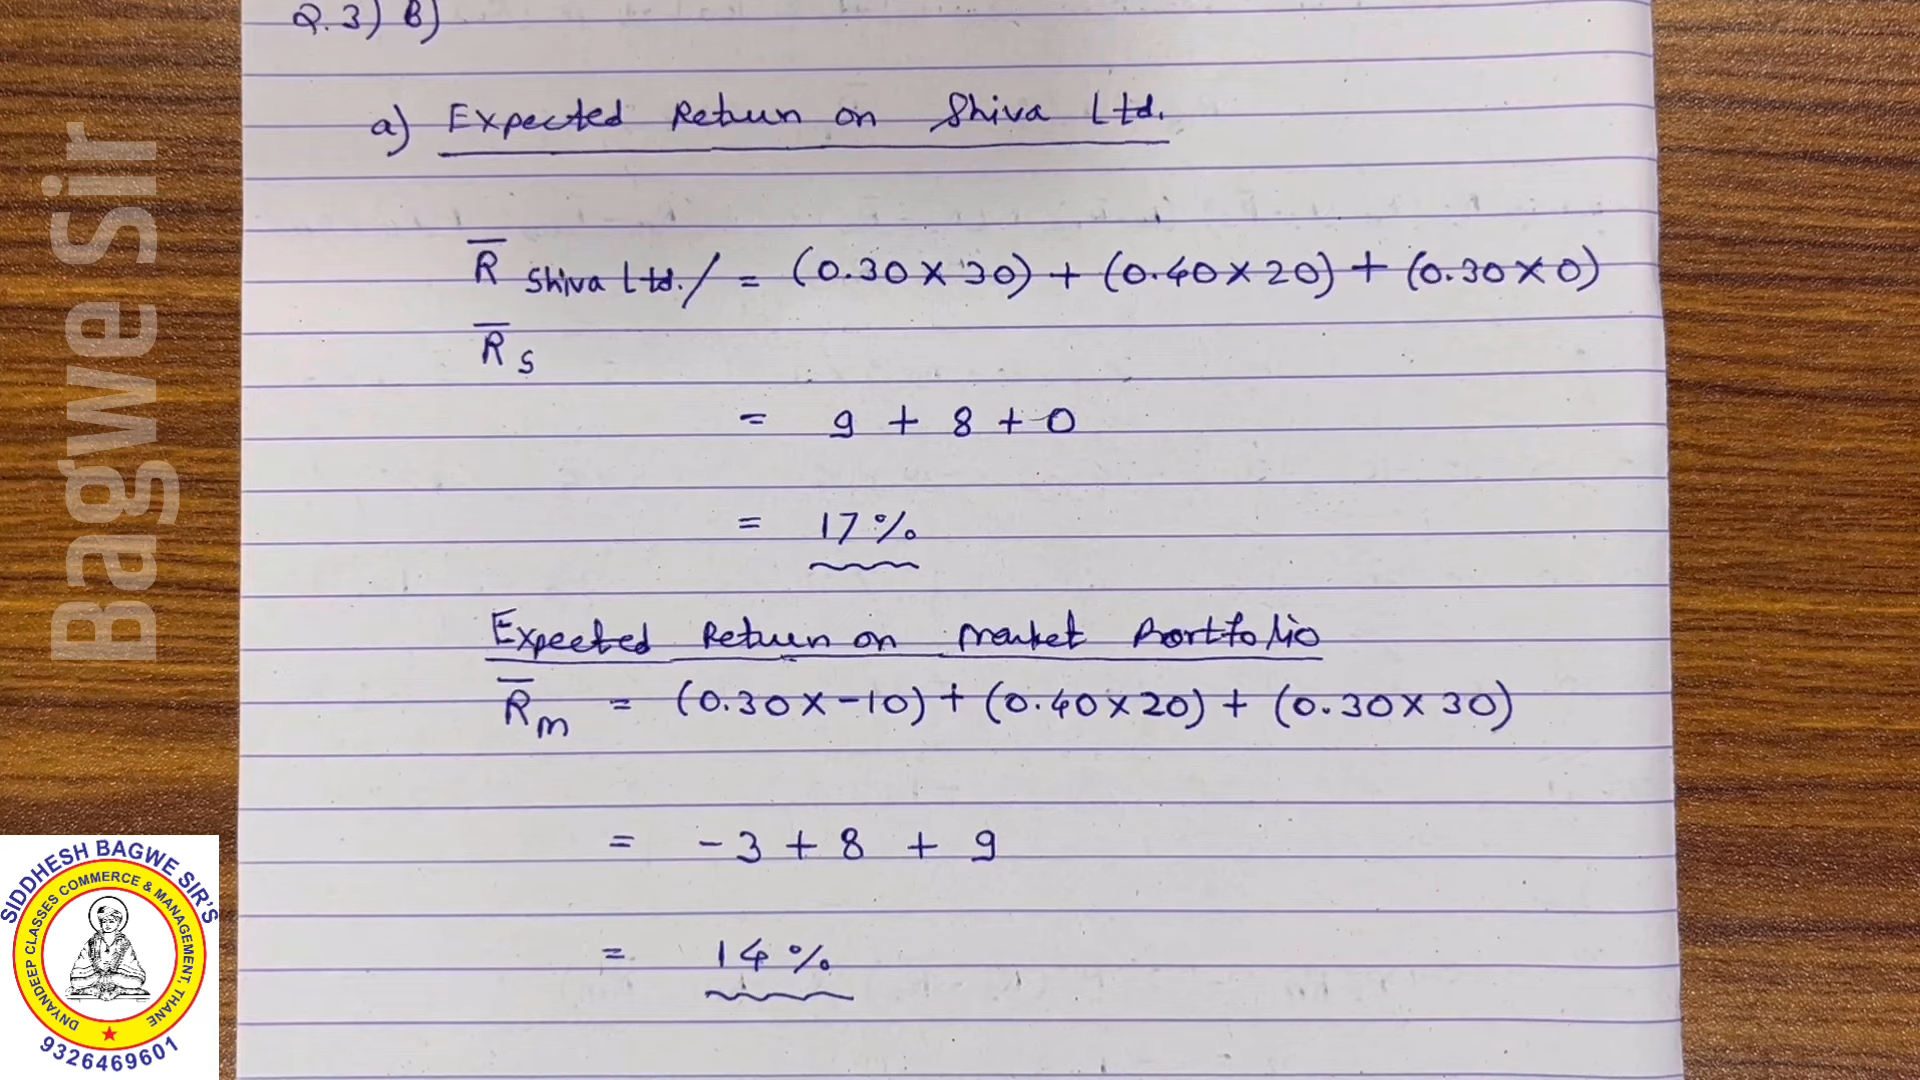 Q.3) B)
a) Expected Return on Shiva Ltd.
R̅ Shiva Ltd./ = (0.30 x 30) + (0.40 x 20) + (0.30 x 0)
R̅ s
= 9 + 8 + 0
= 17%
Expected Return on Market Portfolio
R̅m = (0.30 x -10) + (0.40 x 20) + (0.30 x 30)
= -3 + 8 + 9
= 14%
Bagwe Sir
SIDDHESH BAGWE SIR'S
DNYANDEEP CLASSES COMMERCE & MANAGEMENT, THANE
9326469601